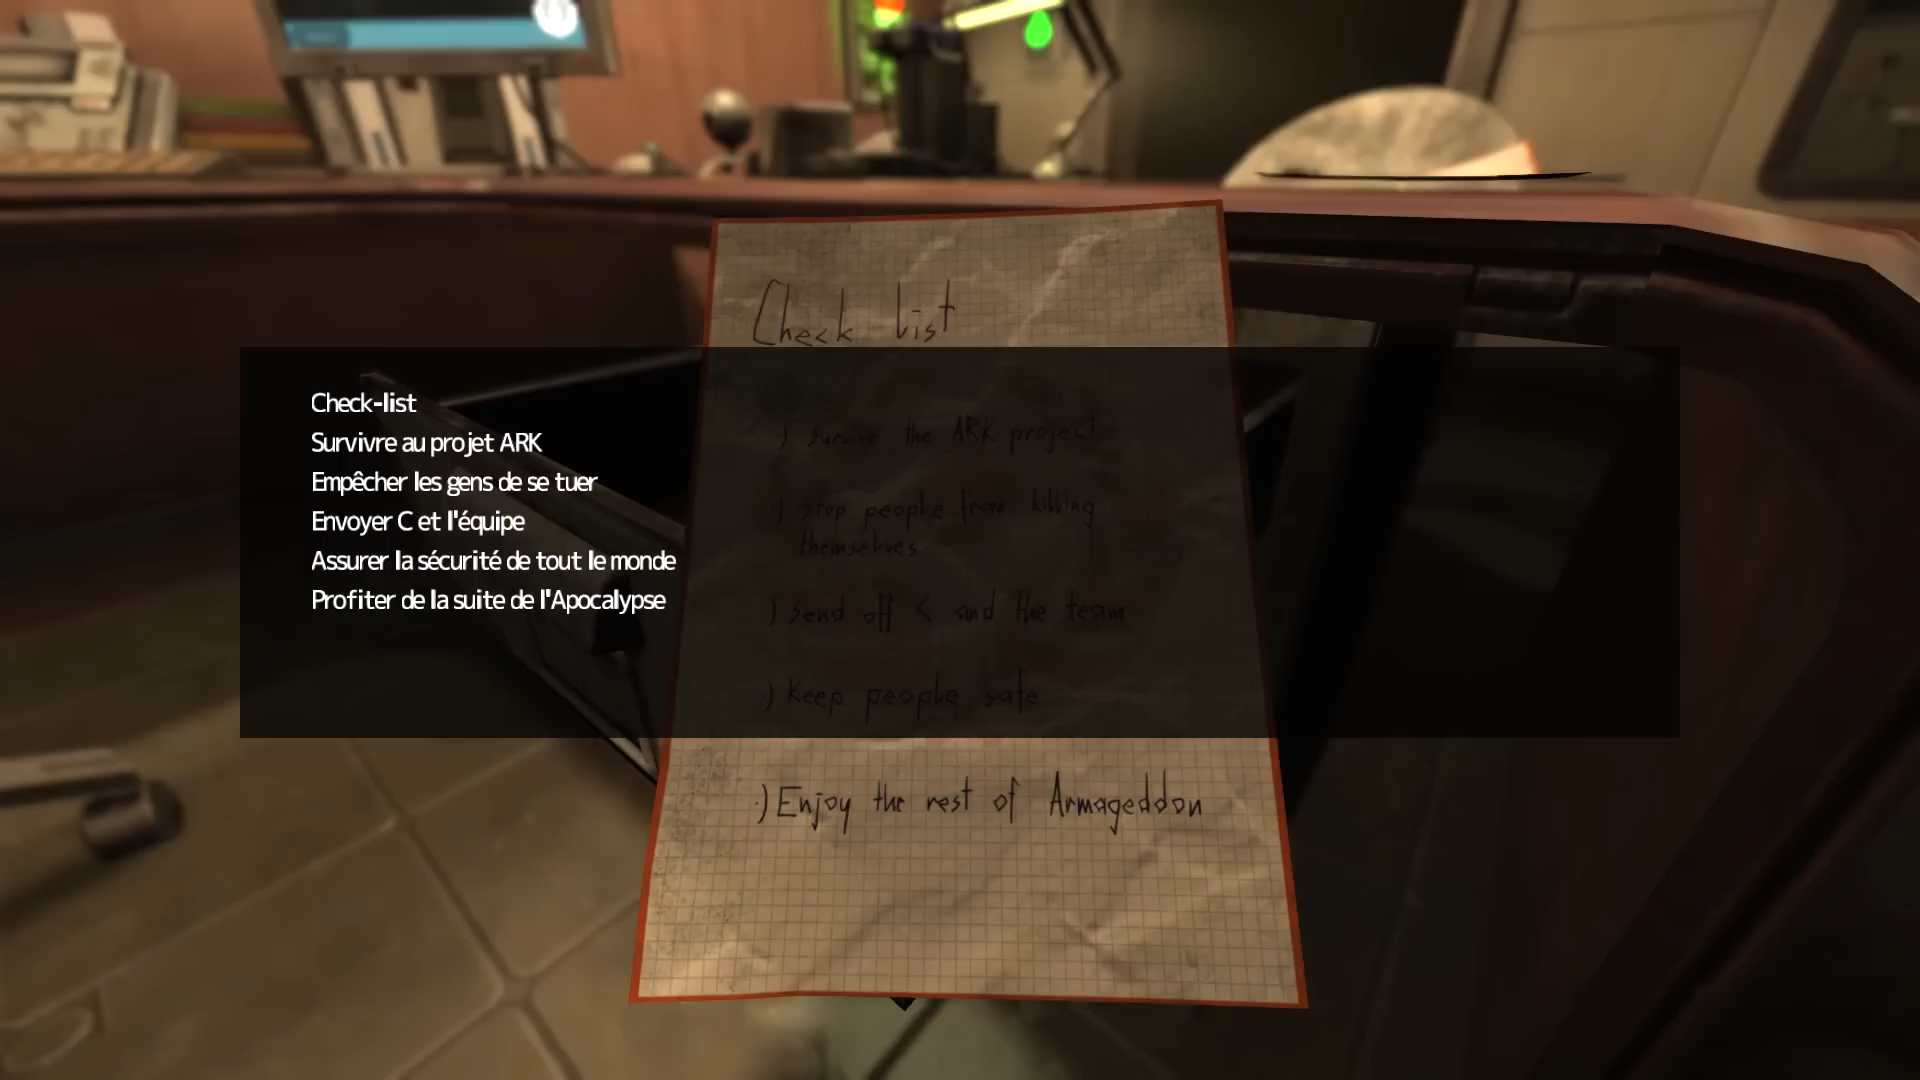 Check-list
Check-list
Survivre au projet ARK
Empêcher les gens de se tuer
Envoyer C et l'équipe
Assurer la sécurité de tout le monde
Profiter de la suite de l'Apocalypse
) Survive the ARK project
) Stop people from killing
themselves
) Send off C and the team
.) Keep people safe
.) Enjoy the rest of Armageddon